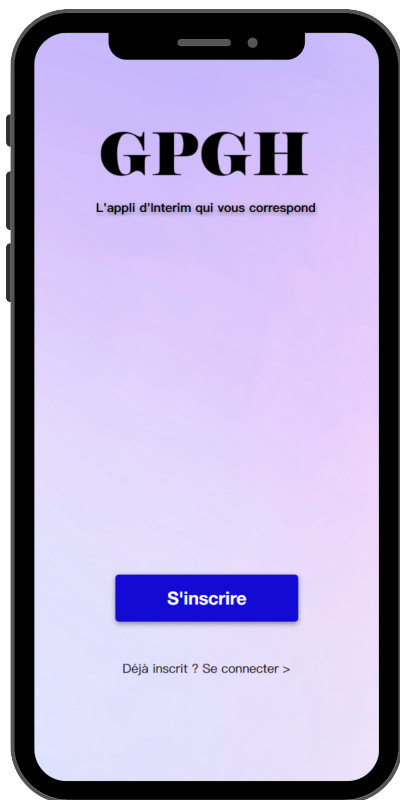 GPGH
L'appli d'Interim qui vous correspond
S'inscrire
Déjà inscrit ? Se connecter >